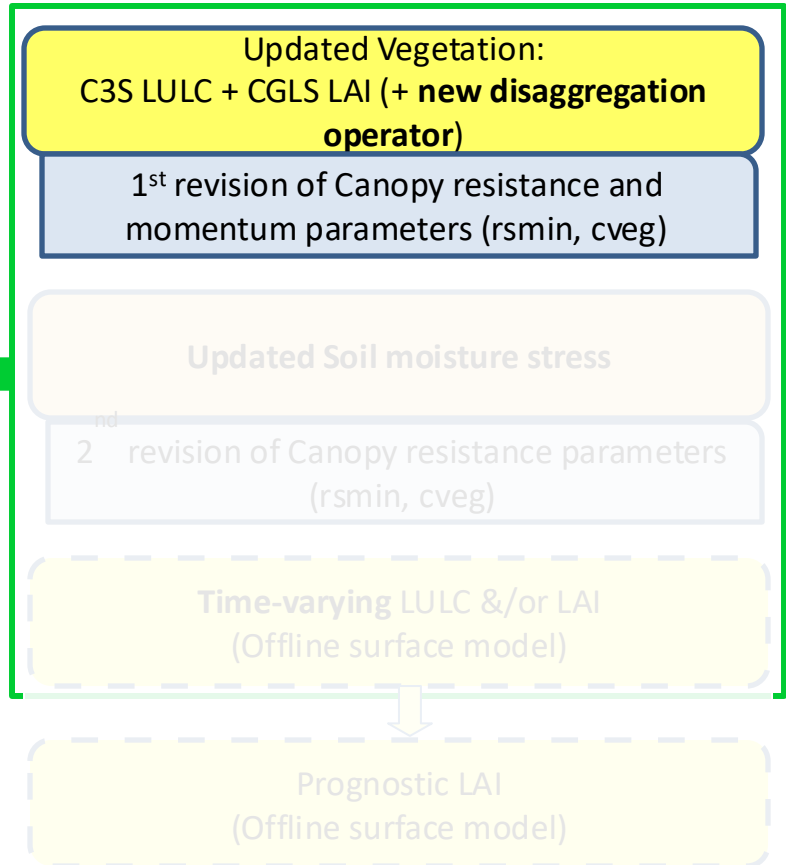 Updated Vegetation:
C3S LULC + CGLS LAI (+ new disaggregation
operator)
1st revision of Canopy resistance and
momentum parameters (rsmin, cveg)
Updated Soil moisture stress
2nd revision of Canopy resistance parameters
(rsmin, cveg)
Time-varying LULC &/or LAI
(Offline surface model)
Prognostic LAI
(Offline surface model)